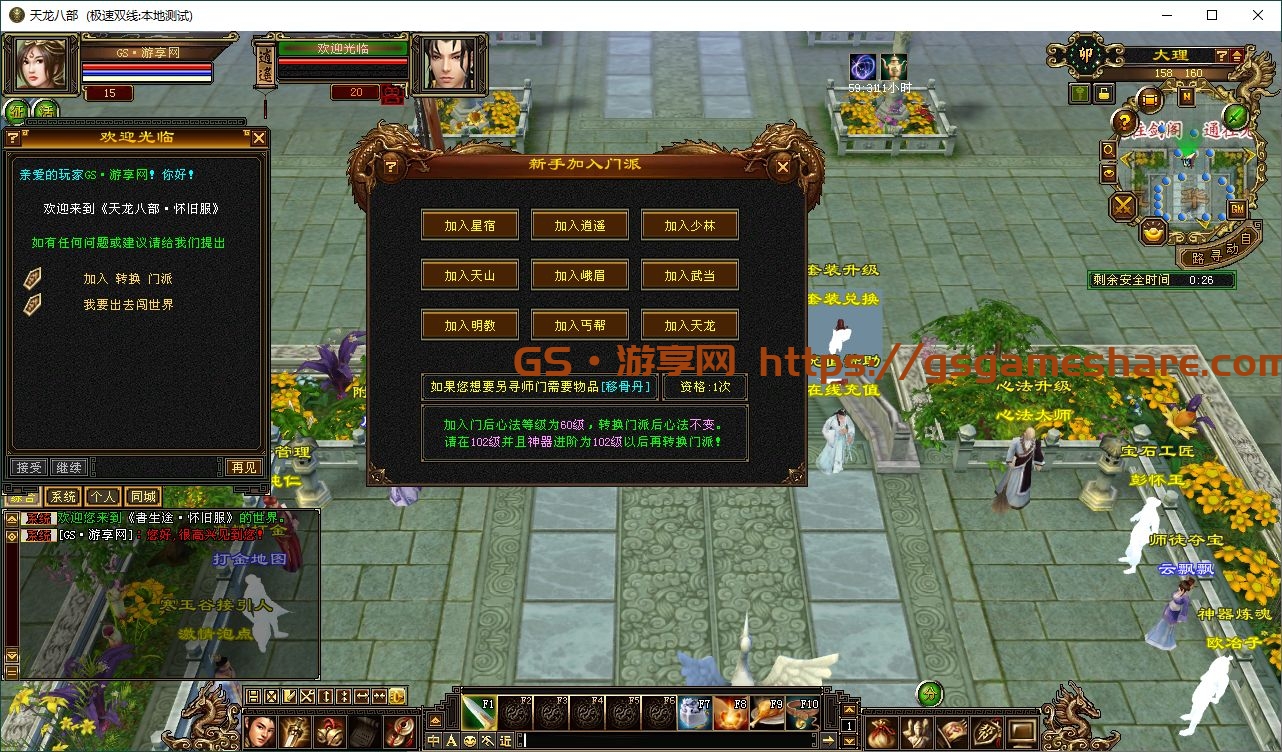 天龙八部 (极速双线:本地测试)
GS·游享网
15
逍遥
欢迎光临
20
59:31
1小时
卯
大理
158 160
N
GM
自动寻路
剩余安全时间 0:26
欢迎光临
亲爱的玩家GS·游享网! 你好!
欢迎来到《天龙八部·怀旧服》
如有任何问题或建议请给我们提出
加入 转换 门派
我要出去闯世界
接受
继续
再见
新手加入门派
加入星宿
加入逍遥
加入少林
加入天山
加入峨眉
加入武当
加入明教
加入丐帮
加入天龙
如果您想要另寻师门需要物品[移骨丹]
资格:1次
加入门后心法等级为60级，转换门派后心法不变。
请在102级并且神器进阶为102级以后再转换门派!
GS·游享网 https://gsgameshare.com
套装升级
套装兑换
在线充值
心法升级
心法大师
宝石工匠
彭怀玉
师徒夺宝
云飘飘
神器炼魂
欧冶子
管理
系统
个人
同城
系统 欢迎您来到《書生途·怀旧服》的世界。
系统 [GS·游享网]: 您好,很高兴见到您!
打金地图
寒玉谷接引人
激情泡点
F1
F2
F3
F4
F5
F6
F7
F8
F9
F10
中
A
近
1